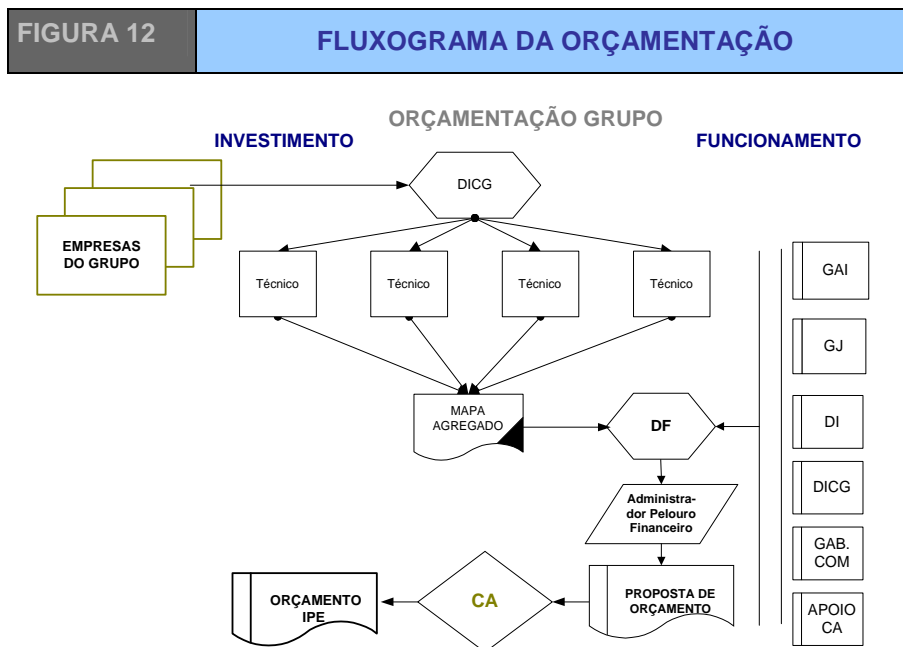 FIGURA 12
FLUXOGRAMA DA ORÇAMENTAÇÃO
ORÇAMENTAÇÃO GRUPO
INVESTIMENTO
FUNCIONAMENTO
DICG
EMPRESAS
DO GRUPO
Técnico
Técnico
Técnico
Técnico
GAI
GJ
MAPA
AGREGADO
DF
DI
Administra-
dor Pelouro
Financeiro
DICG
GAB.
COM
ORÇAMENTO
IPE
CA
PROPOSTA DE
ORÇAMENTO
APOIO
CA